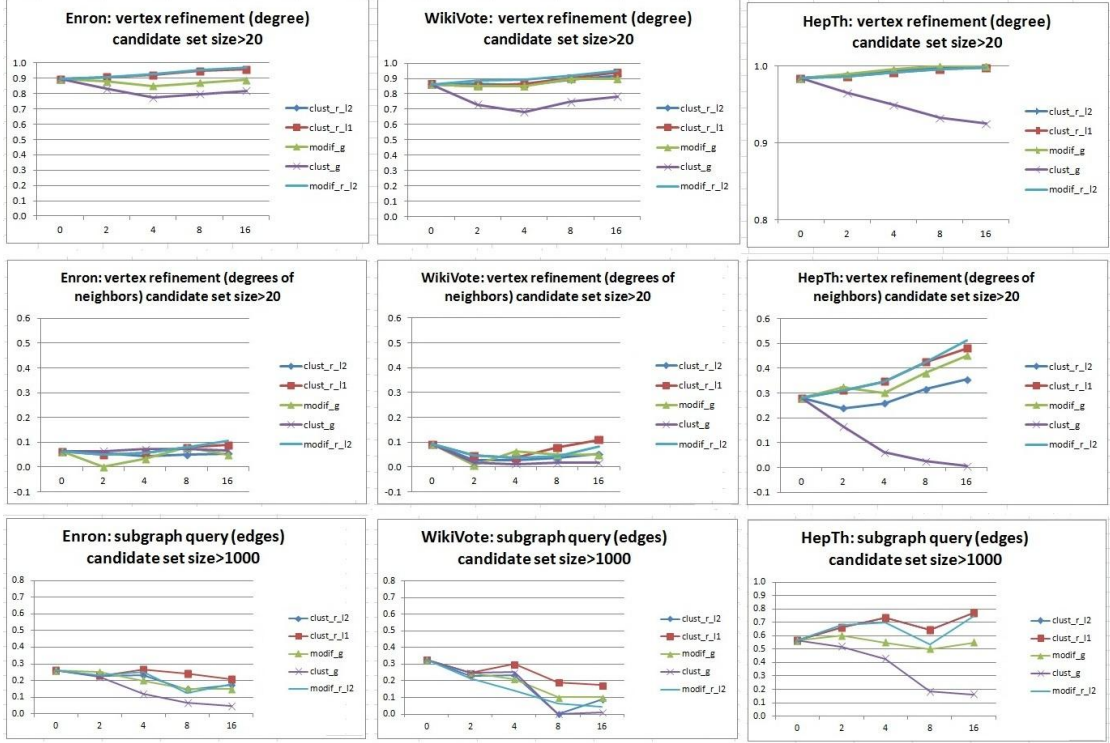 Enron: vertex refinement (degree)
candidate set size>20
1.0
0.9
0.8
0.7
0.6
0.5
0.4
0.3
0.2
0.1
0.0
0 2 4 8 16
clust_r_l2
clust_r_l1
modif_g
clust_g
modif_r_l2
WikiVote: vertex refinement (degree)
candidate set size>20
1.0
0.9
0.8
0.7
0.6
0.5
0.4
0.3
0.2
0.1
0.0
0 2 4 8 16
clust_r_l2
clust_r_l1
modif_g
clust_g
modif_r_l2
HepTh: vertex refinement (degree)
candidate set size>20
1.0
0.9
0.8
0 2 4 8 16
clust_r_l2
clust_r_l1
modif_g
clust_g
modif_r_l2
Enron: vertex refinement (degrees of
neighbors) candidate set size>20
0.6
0.5
0.4
0.3
0.2
0.1
0.0
-0.1
0 2 4 8 16
clust_r_l2
clust_r_l1
modif_g
clust_g
modif_r_l2
WikiVote: vertex refinement (degrees of
neighbors) candidate set size>20
0.6
0.5
0.4
0.3
0.2
0.1
0.0
-0.1
0 2 4 8 16
clust_r_l2
clust_r_l1
modif_g
clust_g
modif_r_l2
HepTh: vertex refinement (degrees of
neighbors) candidate set size>20
0.6
0.5
0.4
0.3
0.2
0.1
0.0
-0.1
0 2 4 8 16
clust_r_l2
clust_r_l1
modif_g
clust_g
modif_r_l2
Enron: subgraph query (edges)
candidate set size>1000
0.8
0.7
0.6
0.5
0.4
0.3
0.2
0.1
0.0
0 2 4 8 16
clust_r_l2
clust_r_l1
modif_g
clust_g
modif_r_l2
WikiVote: subgraph query (edges)
candidate set size>1000
0.8
0.7
0.6
0.5
0.4
0.3
0.2
0.1
0.0
0 2 4 8 16
clust_r_l2
clust_r_l1
modif_g
clust_g
modif_r_l2
HepTh: subgraph query (edges)
candidate set size>1000
1.0
0.9
0.8
0.7
0.6
0.5
0.4
0.3
0.2
0.1
0.0
0 2 4 8 16
clust_r_l2
clust_r_l1
modif_g
clust_g
modif_r_l2